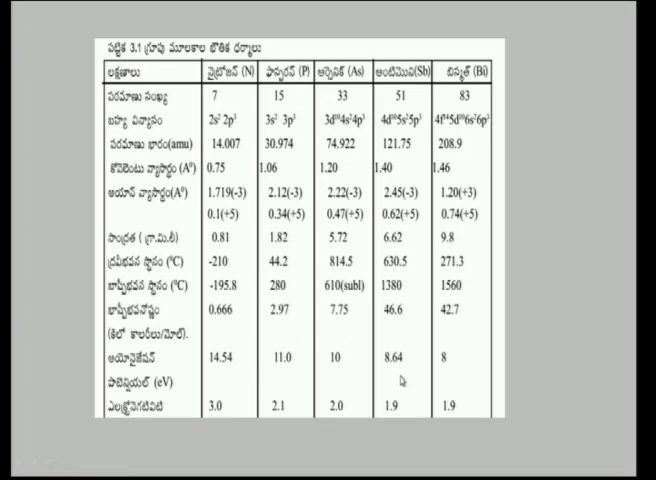 పట్టిక 3.1 గ్రూపు మూలకాల భౌతిక ధర్మాలు
లక్షణాలు నైట్రోజన్ (N) ఫాస్ఫరస్ (P) ఆర్సెనిక్ (As) ఆంటిమొని(Sb) బిస్మత్ (Bi)
పరమాణు సంఖ్య 7 15 33 51 83
బాహ్య విన్యాసం 2s² 2p³ 3s² 3p³ 3d¹⁰4s²4p³ 4d¹⁰5s²5p³ 4f¹⁴5d¹⁰6s²6p³
పరమాణు భారం(amu) 14.007 30.974 74.922 121.75 208.9
కోవలెంటు వ్యాసార్ధం (A⁰) 0.75 1.06 1.20 1.40 1.46
అయాన్ వ్యాసార్ధం(A⁰) 1.719(-3) 2.12(-3) 2.22(-3) 2.45(-3) 1.20(+3)
0.1(+5) 0.34(+5) 0.47(+5) 0.62(+5) 0.74(+5)
సాంద్రత ( గ్రా.మి.లీ) 0.81 1.82 5.72 6.62 9.8
ద్రవీభవన స్థానం (⁰C) -210 44.2 814.5 630.5 271.3
బాష్పీభవన స్థానం (⁰C) -195.8 280 610(subl) 1380 1560
భాష్పీభవనోష్ణం 0.666 2.97 7.75 46.6 42.7
(కిలో కాలరీలు/మోల్).
అయోనైజేషన్ 14.54 11.0 10 8.64 8
పొటెన్షియల్ (eV)
ఎలక్ట్రోనెగటివిటి 3.0 2.1 2.0 1.9 1.9